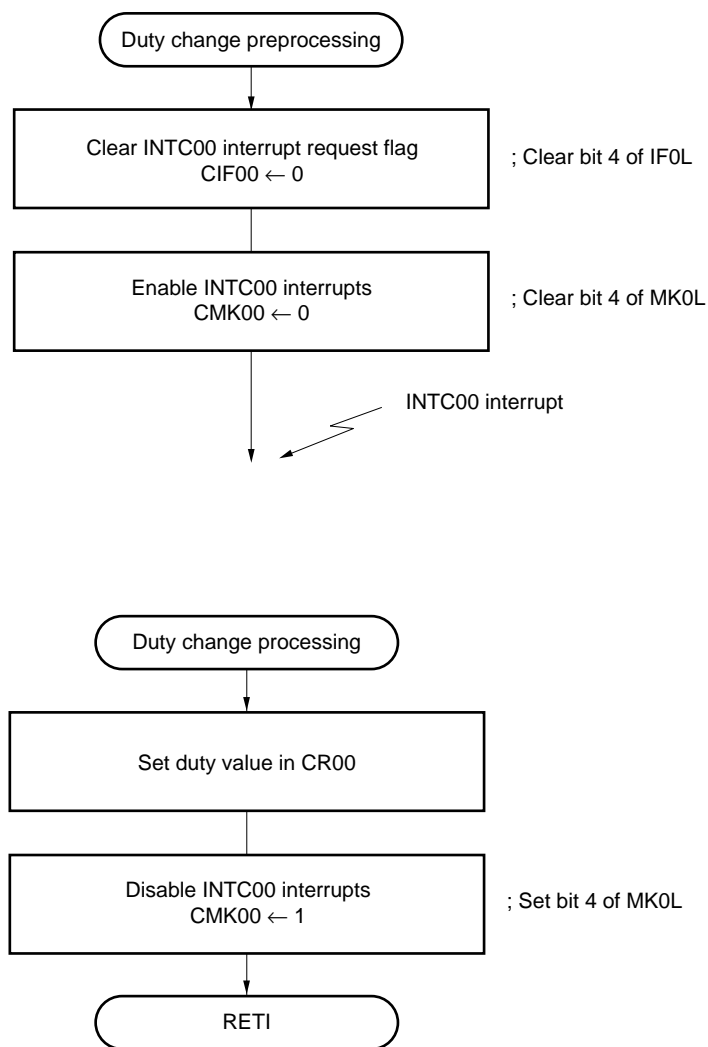 Duty change preprocessing
Clear INTC00 interrupt request flag
CIF00 ← 0
; Clear bit 4 of IF0L
Enable INTC00 interrupts
CMK00 ← 0
; Clear bit 4 of MK0L
INTC00 interrupt
Duty change processing
Set duty value in CR00
Disable INTC00 interrupts
CMK00 ← 1
; Set bit 4 of MK0L
RETI